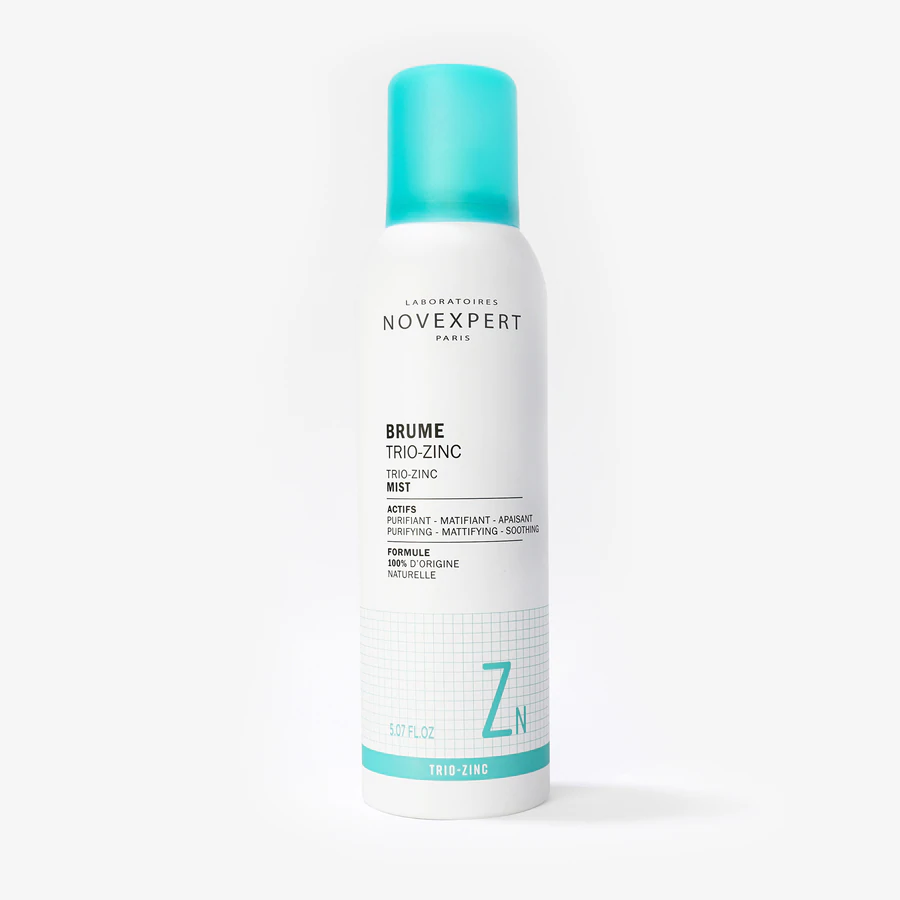 LABORATOIRES
NOVEXPERT
PARIS
BRUME
TRIO-ZINC
TRIO-ZINC
MIST
ACTIFS
PURIFIANT - MATIFIANT - APAISANT
PURIFYING - MATTIFYING - SOOTHING
FORMULE
100% D'ORIGINE
NATURELLE
ZN
5.07 FL.OZ
TRIO-ZINC